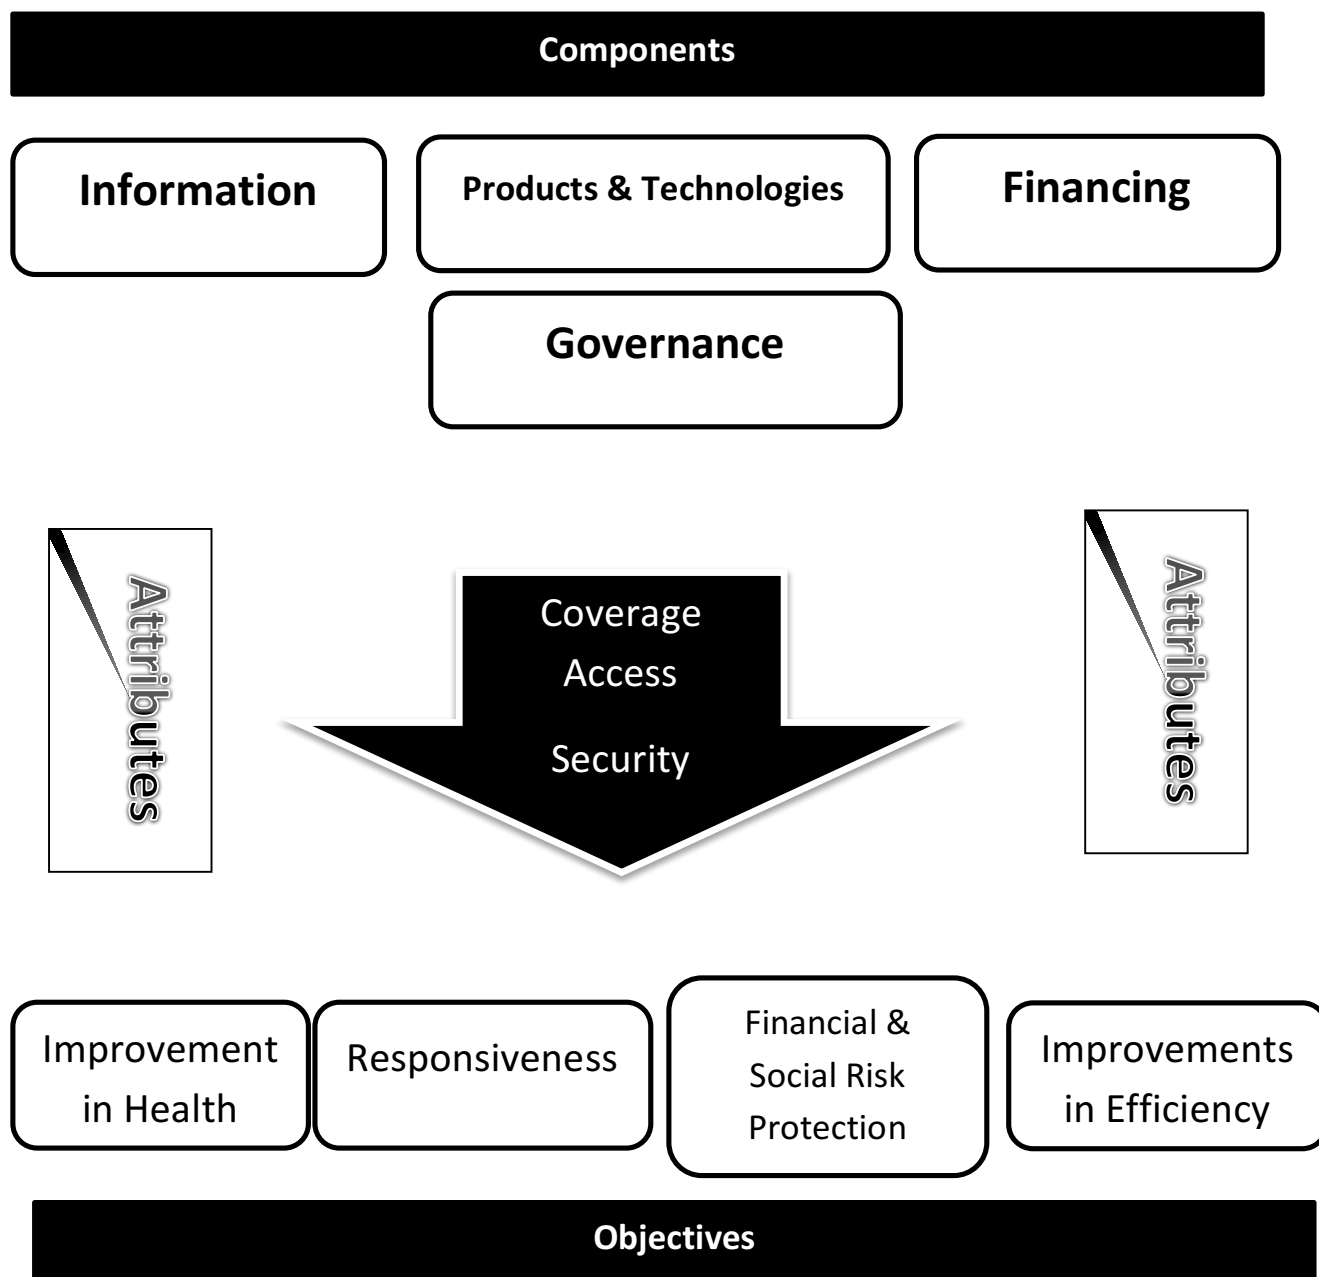 Components
Information
Products & Technologies
Financing
Governance
Attributes
Coverage
Access
Security
Attributes
Improvement
in Health
Responsiveness
Financial &
Social Risk
Protection
Improvements
in Efficiency
Objectives